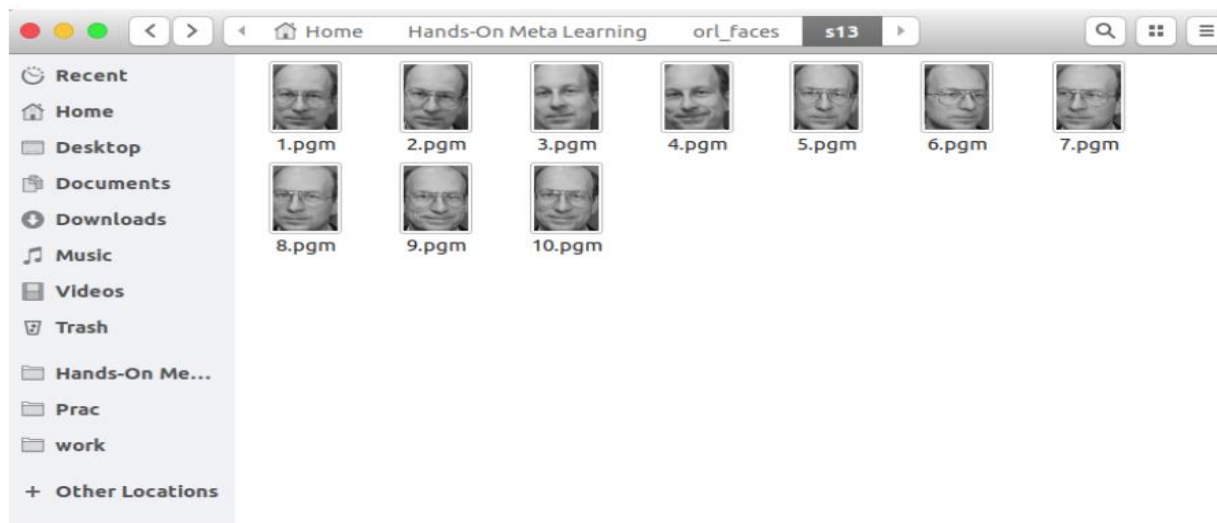 Home Hands-On Meta Learning orl_faces s13
Recent
Home
Desktop
Documents
Downloads
Music
Videos
Trash
Hands-On Me...
Prac
work
+ Other Locations
1.pgm 2.pgm 3.pgm 4.pgm 5.pgm 6.pgm 7.pgm
8.pgm 9.pgm 10.pgm